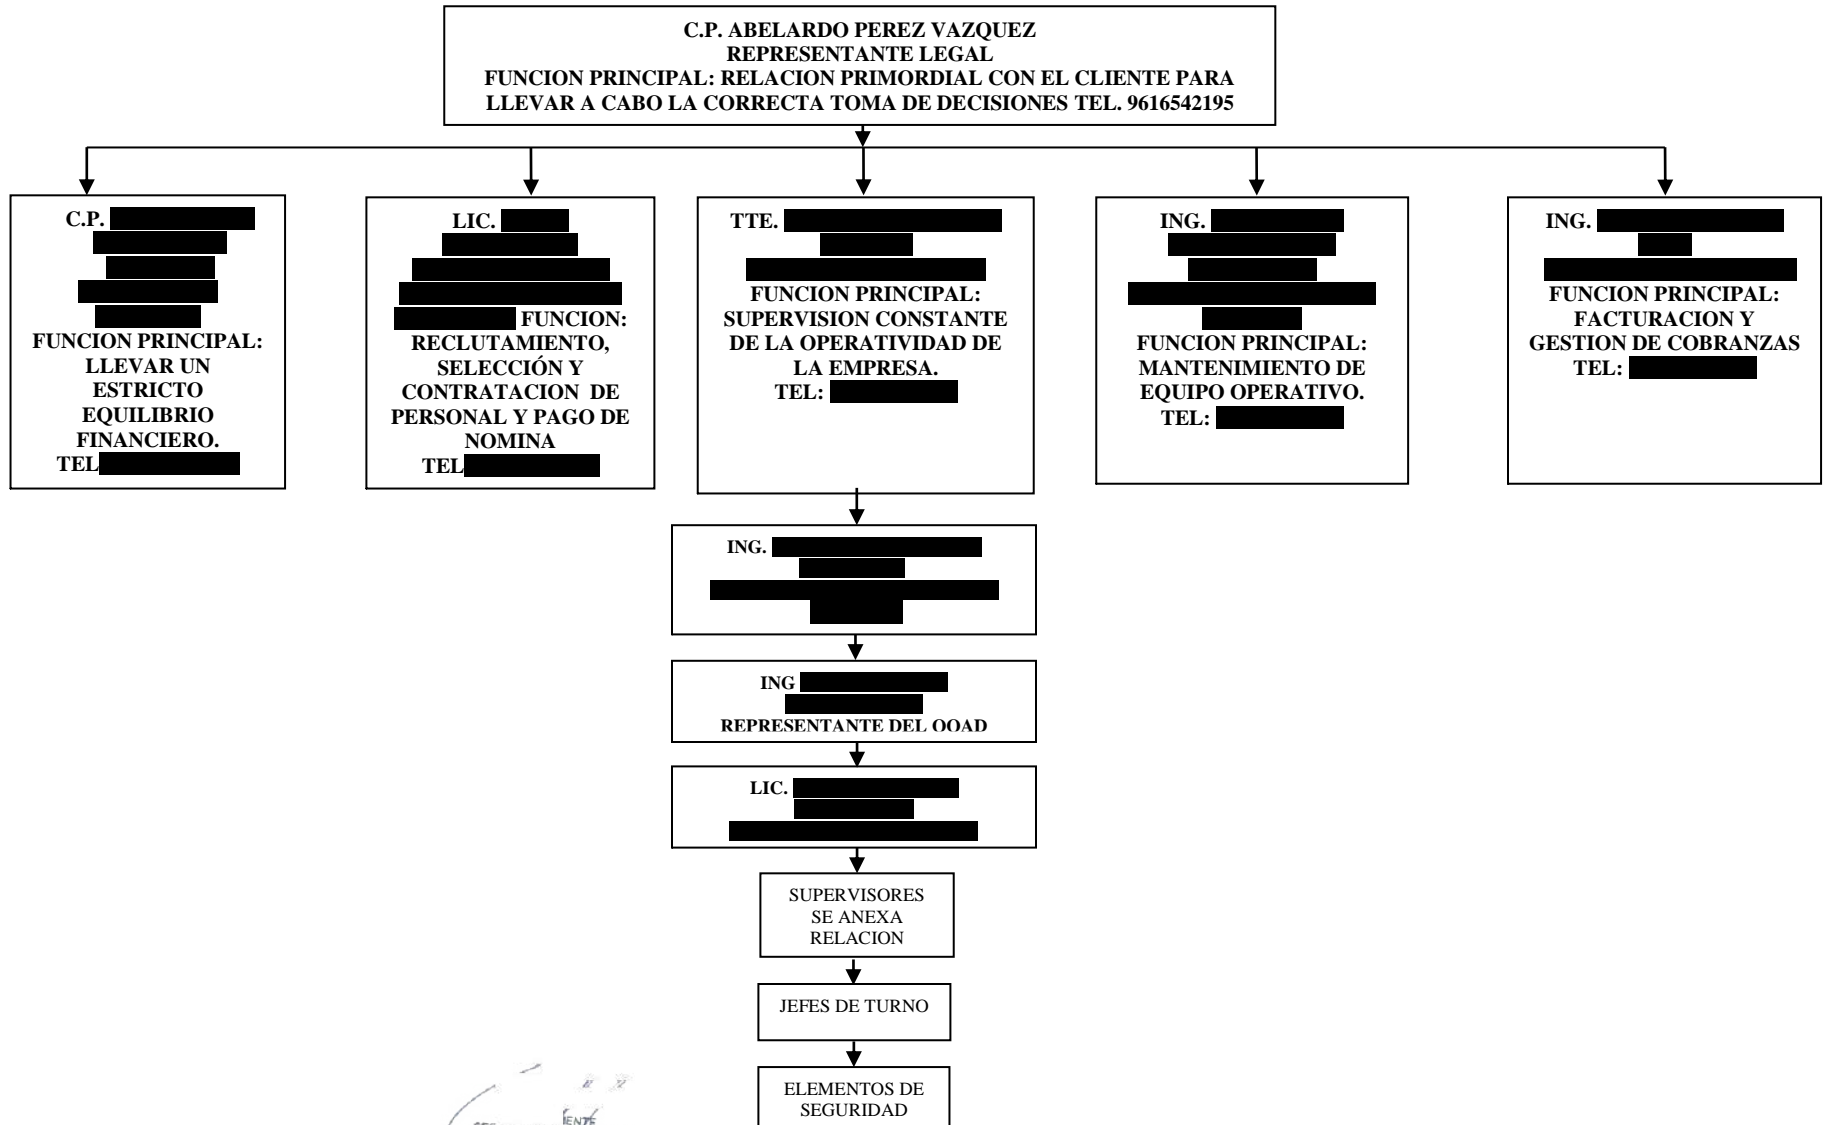 C.P. ABELARDO PEREZ VAZQUEZ
REPRESENTANTE LEGAL
FUNCION PRINCIPAL: RELACION PRIMORDIAL CON EL CLIENTE PARA
LLEVAR A CABO LA CORRECTA TOMA DE DECISIONES TEL. 9616542195
C.P.
FUNCION PRINCIPAL:
LLEVAR UN
ESTRICTO
EQUILIBRIO
FINANCIERO.
TEL
LIC.
FUNCION:
RECLUTAMIENTO,
SELECCIÓN Y
CONTRATACION DE
PERSONAL Y PAGO DE
NOMINA
TEL
TTE.
FUNCION PRINCIPAL:
SUPERVISION CONSTANTE
DE LA OPERATIVIDAD DE
LA EMPRESA.
TEL:
ING.
FUNCION PRINCIPAL:
MANTENIMIENTO DE
EQUIPO OPERATIVO.
TEL:
ING.
FUNCION PRINCIPAL:
FACTURACION Y
GESTION DE COBRANZAS
TEL:
ING.
ING
REPRESENTANTE DEL OOAD
LIC.
SUPERVISORES
SE ANEXA
RELACION
JEFES DE TURNO
ELEMENTOS DE
SEGURIDAD